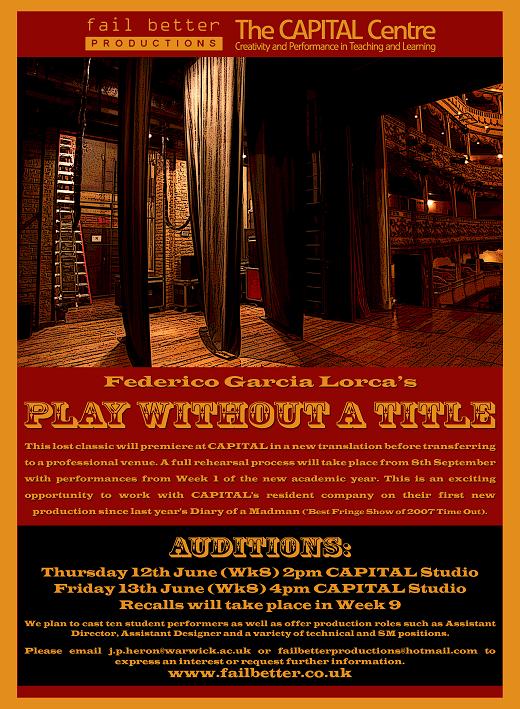 fail better
PRODUCTIONS
The CAPITAL Centre
Creativity and Performance in Teaching and Learning
Federico Garcia Lorca's
PLAY WITHOUT A TITLE
This lost classic will premiere at CAPITAL in a new translation before transferring
to a professional venue. A full rehearsal process will take place from 8th September
with performances from Week 1 of the new academic year. This is an exciting
opportunity to work with CAPITAL's resident company on their first new
production since last year's Diary of a Madman ('Best Fringe Show of 2007 Time Out).
AUDITIONS:
Thursday 12th June (Wk8) 2pm CAPITAL Studio
Friday 13th June (Wk8) 4pm CAPITAL Studio
Recalls will take place in Week 9
We plan to cast ten student performers as well as offer production roles such as Assistant
Director, Assistant Designer and a variety of technical and SM positions.
Please email j.p.heron@warwick.ac.uk or failbetterproductions@hotmail.com to
express an interest or request further information.
www.failbetter.co.uk